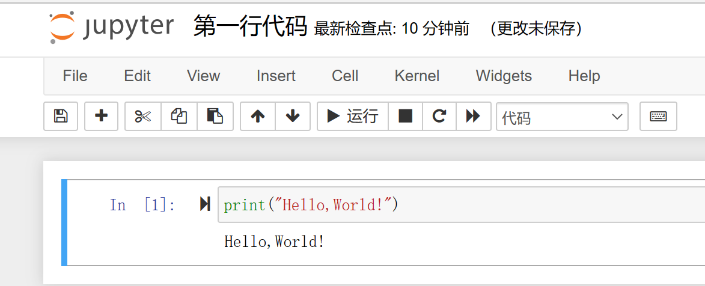 jupyter 第一行代码 最新检查点: 10 分钟前 (更改未保存)
File Edit View Insert Cell Kernel Widgets Help
运行 代码
In [1]: print("Hello,World!")
Hello,World!